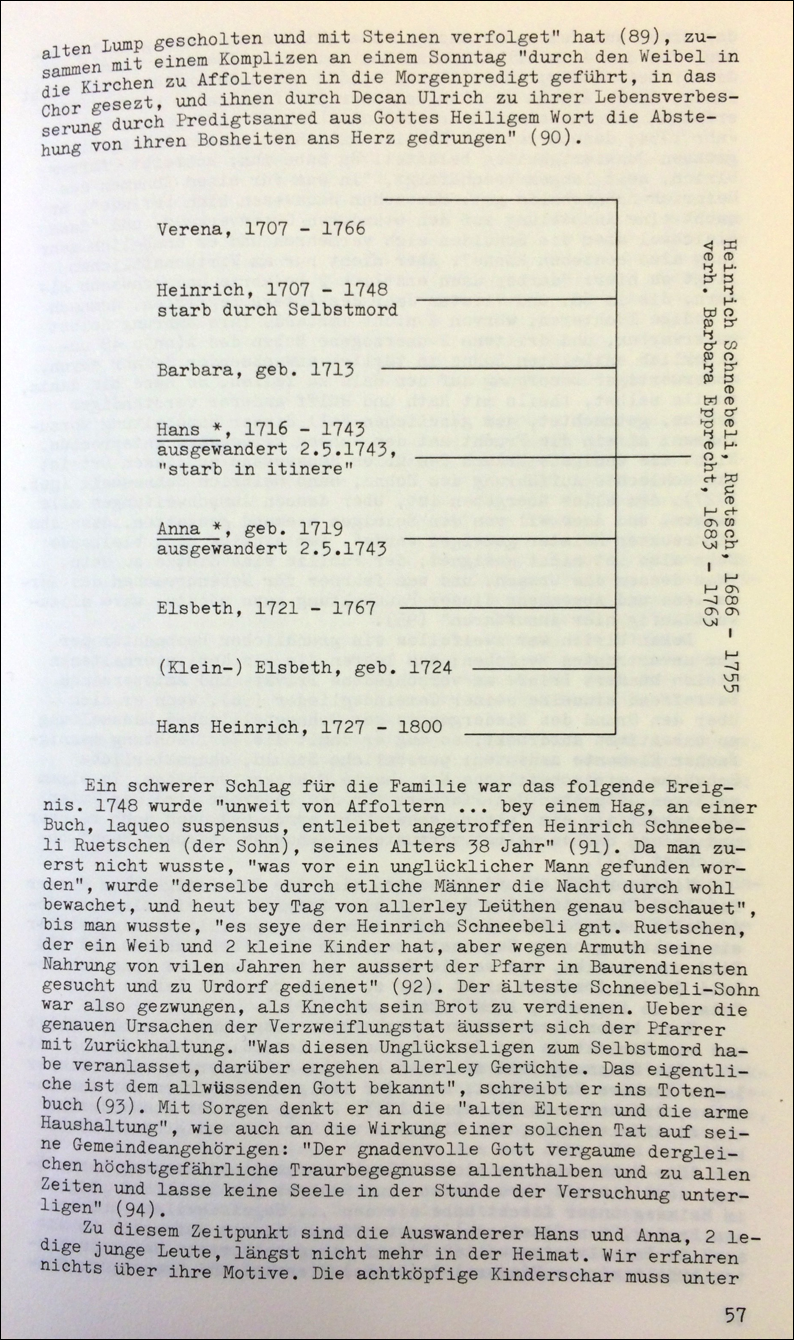 alten Lump gescholten und mit Steinen verfolget" hat (89), zu-
sammen mit einem Komplizen an einem Sonntag "durch den Weibel in
die Kirchen zu Affolteren in die Morgenpredigt geführt, in das
Chor gesezt, und ihnen durch Decan Ulrich zu ihrer Lebensverbes-
serung durch Predigtsanred aus Gottes Heiligem Wort die Abste-
hung von ihren Bosheiten ans Herz gedrungen" (90).
Verena, 1707 - 1766
Heinrich, 1707 - 1748
starb durch Selbstmord
Barbara, geb. 1713
Hans *, 1716 - 1743
ausgewandert 2.5.1743,
"starb in itinere"
Anna *, geb. 1719
ausgewandert 2.5.1743
Elsbeth, 1721 - 1767
(Klein-) Elsbeth, geb. 1724
Hans Heinrich, 1727 - 1800
Heinrich Schneebeli, Ruetsch, 1686 - 1755
verh. Barbara Epprecht, 1683 - 1763
Ein schwerer Schlag für die Familie war das folgende Ereig-
nis. 1748 wurde "unweit von Affoltern ... bey einem Hag, an einer
Buch, laqueo suspensus, entleibet angetroffen Heinrich Schneebe-
li Ruetschen (der Sohn), seines Alters 38 Jahr" (91). Da man zu-
erst nicht wusste, "was vor ein unglücklicher Mann gefunden wor-
den", wurde "derselbe durch etliche Männer die Nacht durch wohl
bewachet, und heut bey Tag von allerley Leüthen genau beschauet",
bis man wusste, "es seye der Heinrich Schneebeli gnt. Ruetschen,
der ein Weib und 2 kleine Kinder hat, aber wegen Armuth seine
Nahrung von vilen Jahren her aussert der Pfarr in Baurendiensten
gesucht und zu Urdorf gedienet" (92). Der älteste Schneebeli-Sohn
war also gezwungen, als Knecht sein Brot zu verdienen. Ueber die
genauen Ursachen der Verzweiflungstat äussert sich der Pfarrer
mit Zurückhaltung. "Was diesen Unglückseligen zum Selbstmord ha-
be veranlasset, darüber ergehen allerley Gerüchte. Das eigentli-
che ist dem allwüssenden Gott bekannt", schreibt er ins Toten-
buch (93). Mit Sorgen denkt er an die "alten Eltern und die arme
Haushaltung", wie auch an die Wirkung einer solchen Tat auf sei-
ne Gemeindeangehörigen: "Der gnadenvolle Gott vergaume derglei-
chen höchstgefährliche Traurbegegnusse allenthalben und zu allen
Zeiten und lasse keine Seele in der Stunde der Versuchung unter-
ligen" (94).
Zu diesem Zeitpunkt sind die Auswanderer Hans und Anna, 2 le-
dige junge Leute, längst nicht mehr in der Heimat. Wir erfahren
nichts über ihre Motive. Die achtköpfige Kinderschar muss unter
57